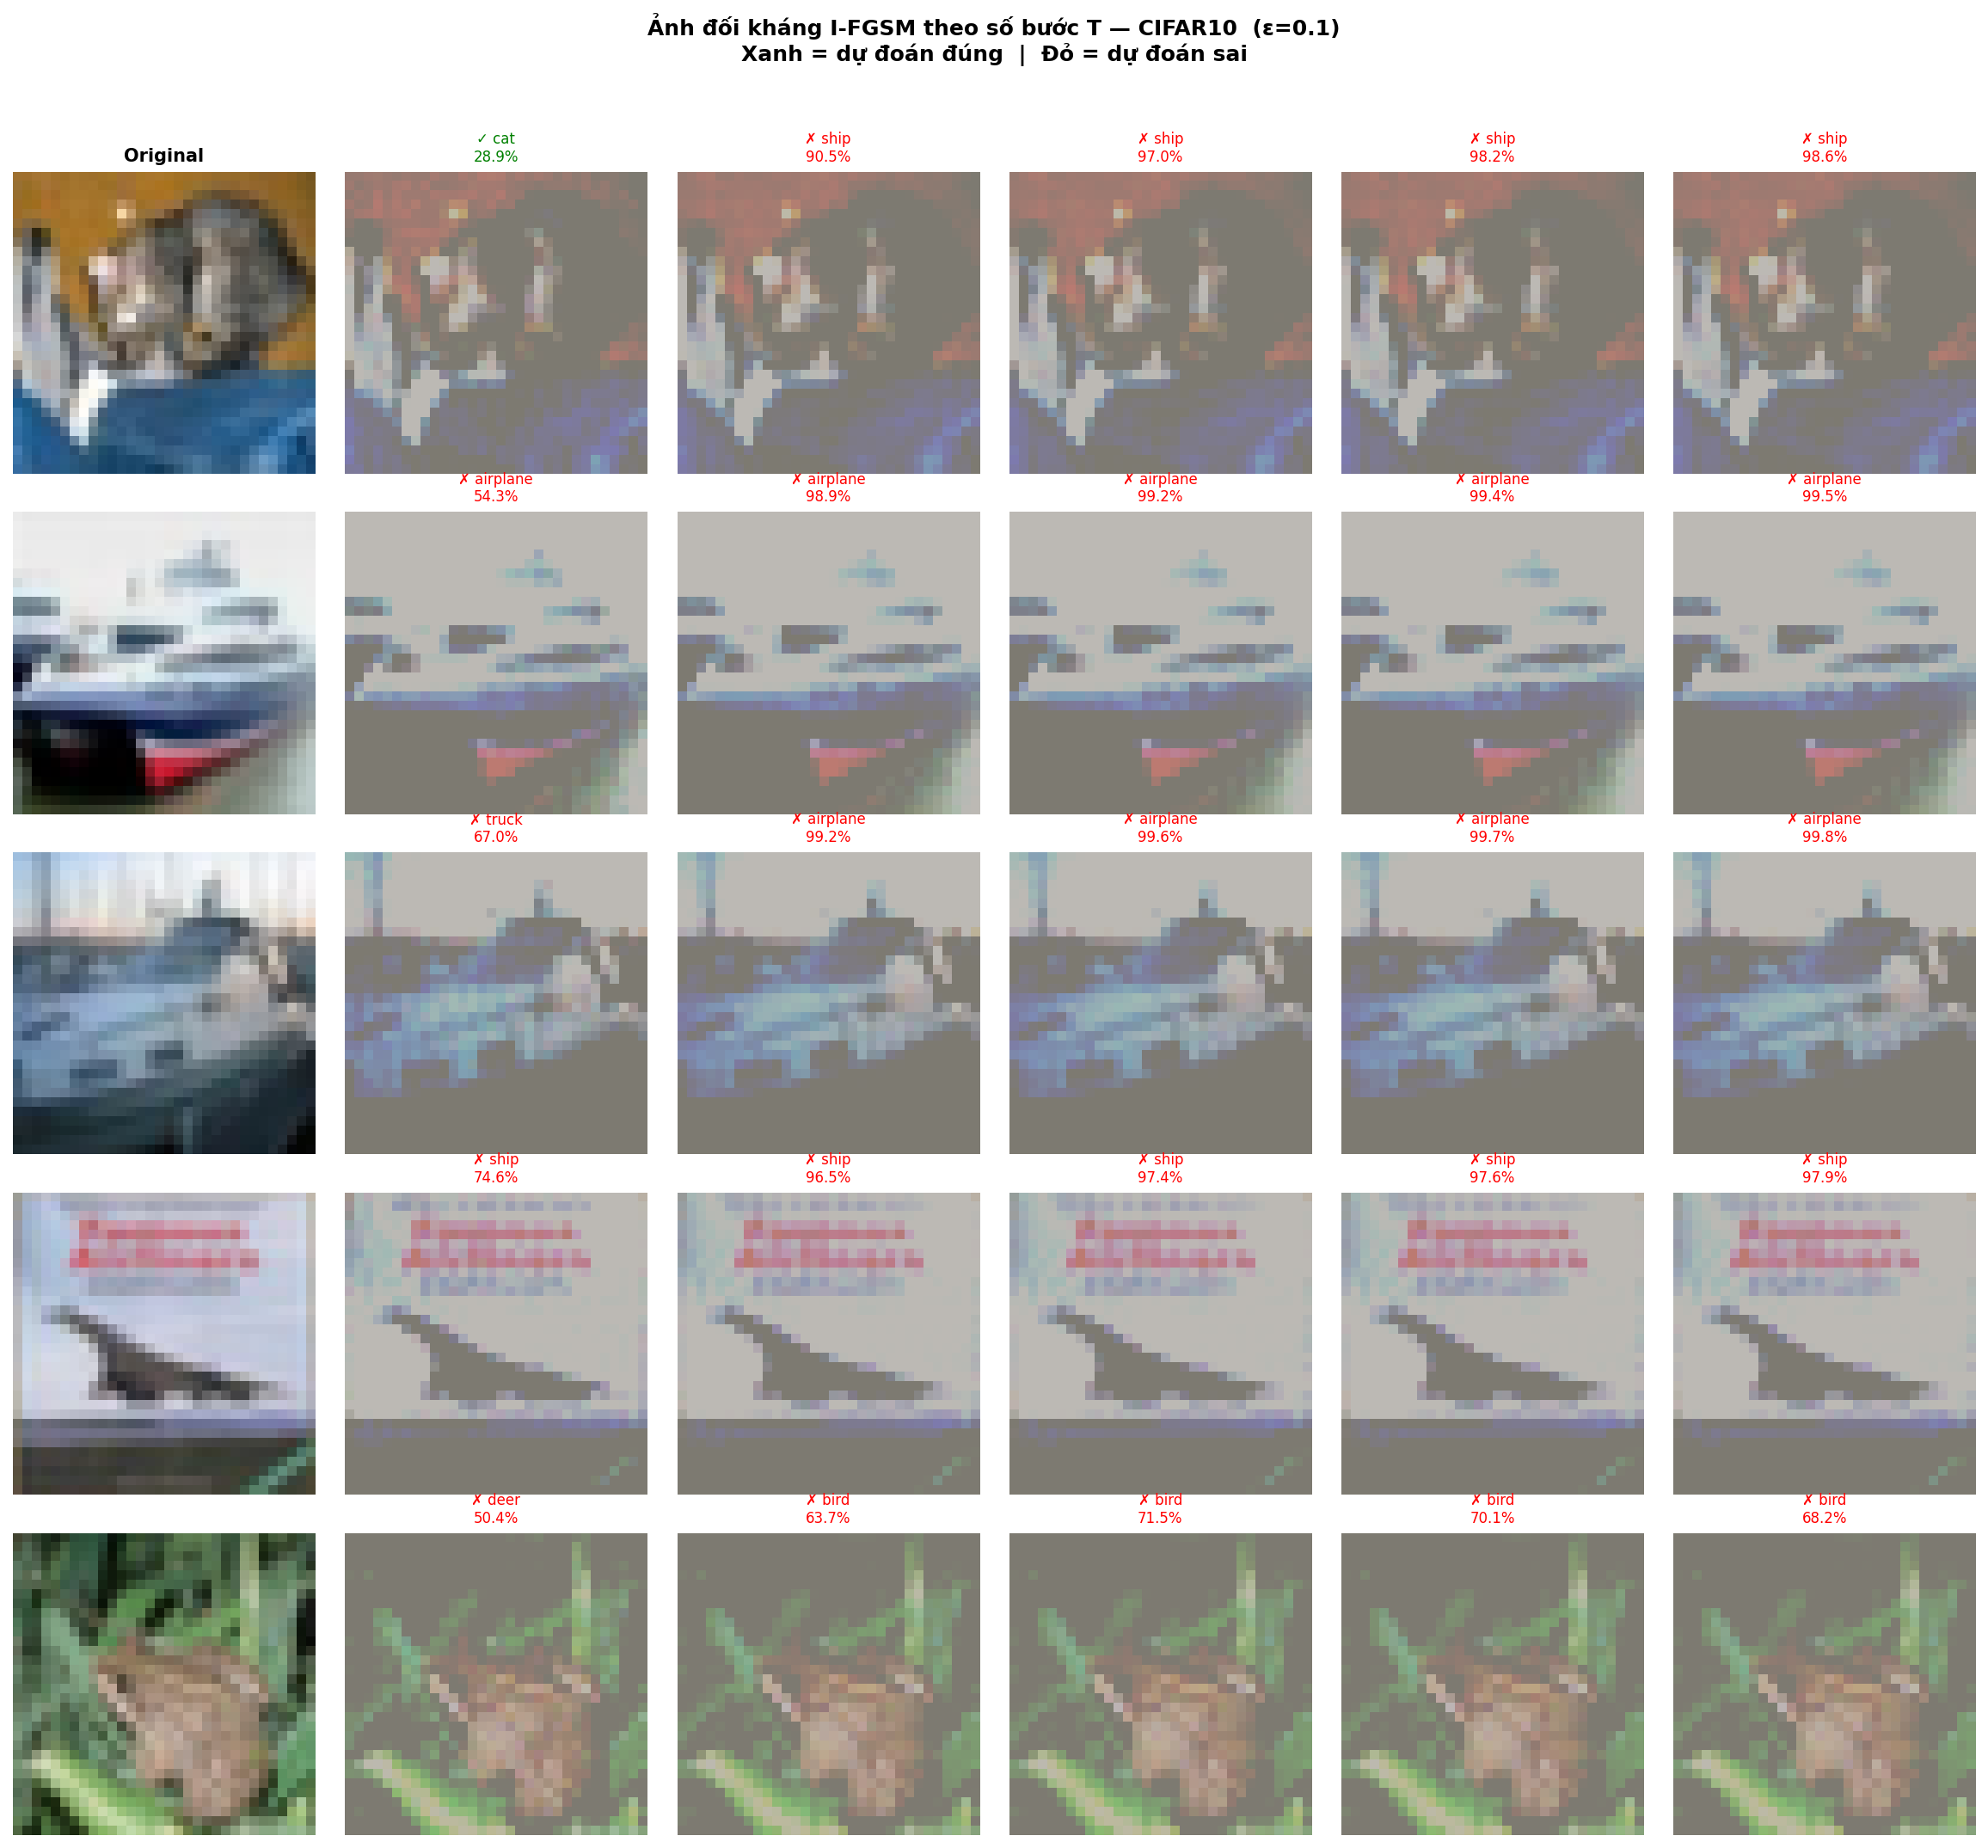 Ảnh đối kháng I-FGSM theo số bước T — CIFAR10 (ε=0.1)
Xanh = dự đoán đúng | Đỏ = dự đoán sai
Original
✓ cat
28.9%
✗ ship
90.5%
✗ ship
97.0%
✗ ship
98.2%
✗ ship
98.6%
✗ airplane
54.3%
✗ airplane
98.9%
✗ airplane
99.2%
✗ airplane
99.4%
✗ airplane
99.5%
✗ truck
67.0%
✗ airplane
99.2%
✗ airplane
99.6%
✗ airplane
99.7%
✗ airplane
99.8%
✗ ship
74.6%
✗ ship
96.5%
✗ ship
97.4%
✗ ship
97.6%
✗ ship
97.9%
✗ deer
50.4%
✗ bird
63.7%
✗ bird
71.5%
✗ bird
70.1%
✗ bird
68.2%